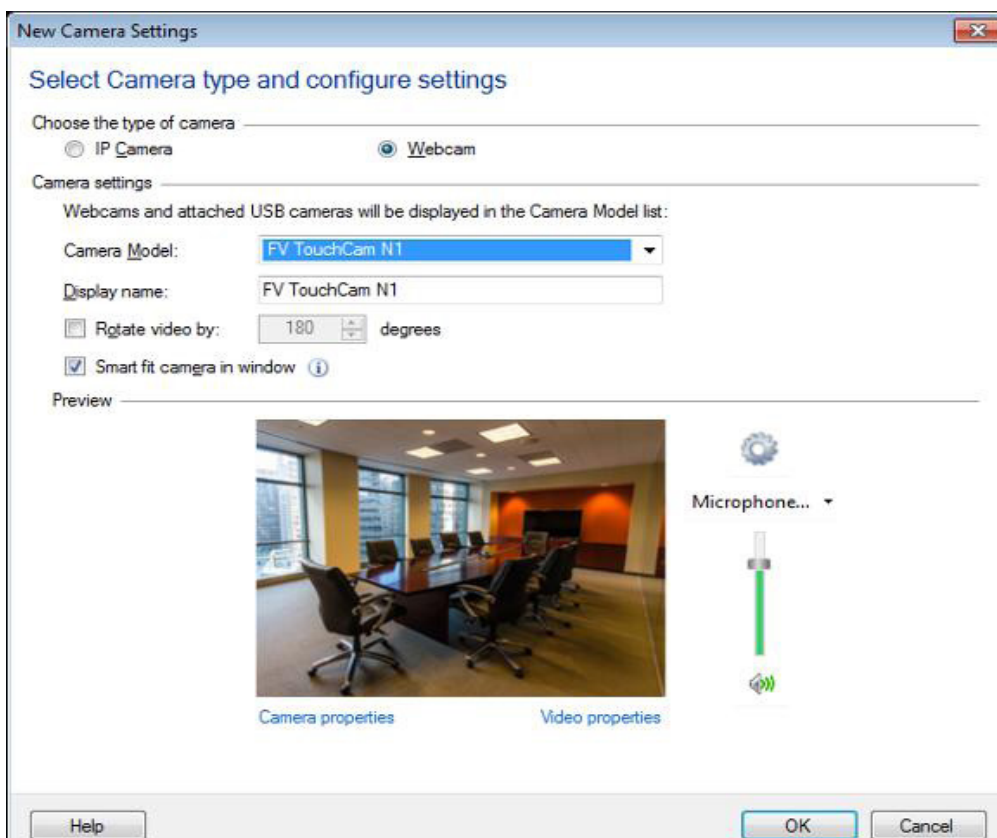 New Camera Settings
Select Camera type and configure settings
Choose the type of camera
IP Camera Webcam
Camera settings
Webcams and attached USB cameras will be displayed in the Camera Model list:
Camera Model: FV TouchCam N1
Display name: FV TouchCam N1
Rotate video by: 180 degrees
Smart fit camera in window
Preview
Microphone...
Camera properties Video properties
Help OK Cancel